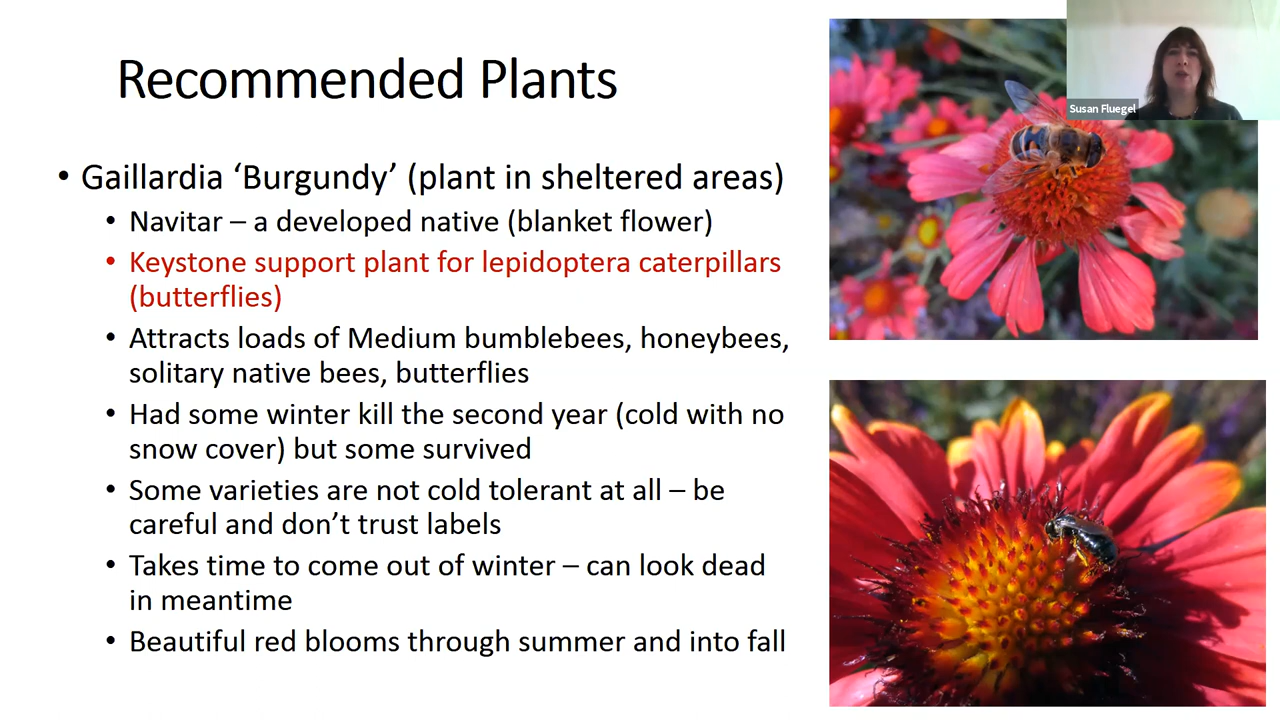 Recommended Plants
Susan Fluegel
• Gaillardia ‘Burgundy’ (plant in sheltered areas)
• Navitar – a developed native (blanket flower)
• Keystone support plant for lepidoptera caterpillars
(butterflies)
• Attracts loads of Medium bumblebees, honeybees,
solitary native bees, butterflies
• Had some winter kill the second year (cold with no
snow cover) but some survived
• Some varieties are not cold tolerant at all – be
careful and don’t trust labels
• Takes time to come out of winter – can look dead
in meantime
• Beautiful red blooms through summer and into fall